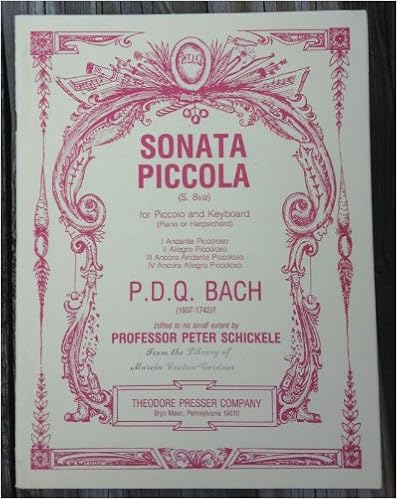 P.D.Q.
SONATA
PICCOLA
(S. 8va)
for Piccolo and Keyboard
(Piano or Harpsichord)
I Andante Piccoloso
II Allegro Piccoloso
III Ancora Andante Piccoloso
IV Ancora Allegro Piccoloso
P.D.Q. BACH
(1807-1742)?
Edited to no small extent by
PROFESSOR PETER SCHICKELE
From the Library of
Marcia
THEODORE PRESSER COMPANY
Bryn Mawr, Pennsylvania 19010